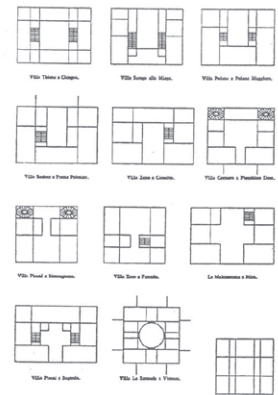 Villa Thiene a Cicogna.
Villa Sarego alla Miega.
Villa Poiana a Poiana Maggiore.
Villa Badoer a Fratta Polesine.
Villa Zeno a Cessalto.
Villa Cornaro a Piombino Dese.
Villa Pisani a Montagnana.
Villa Emo a Fanzolo.
La Malcontenta a Mira.
Villa Pisani a Bagnolo.
Villa La Rotonda a Vicenza.